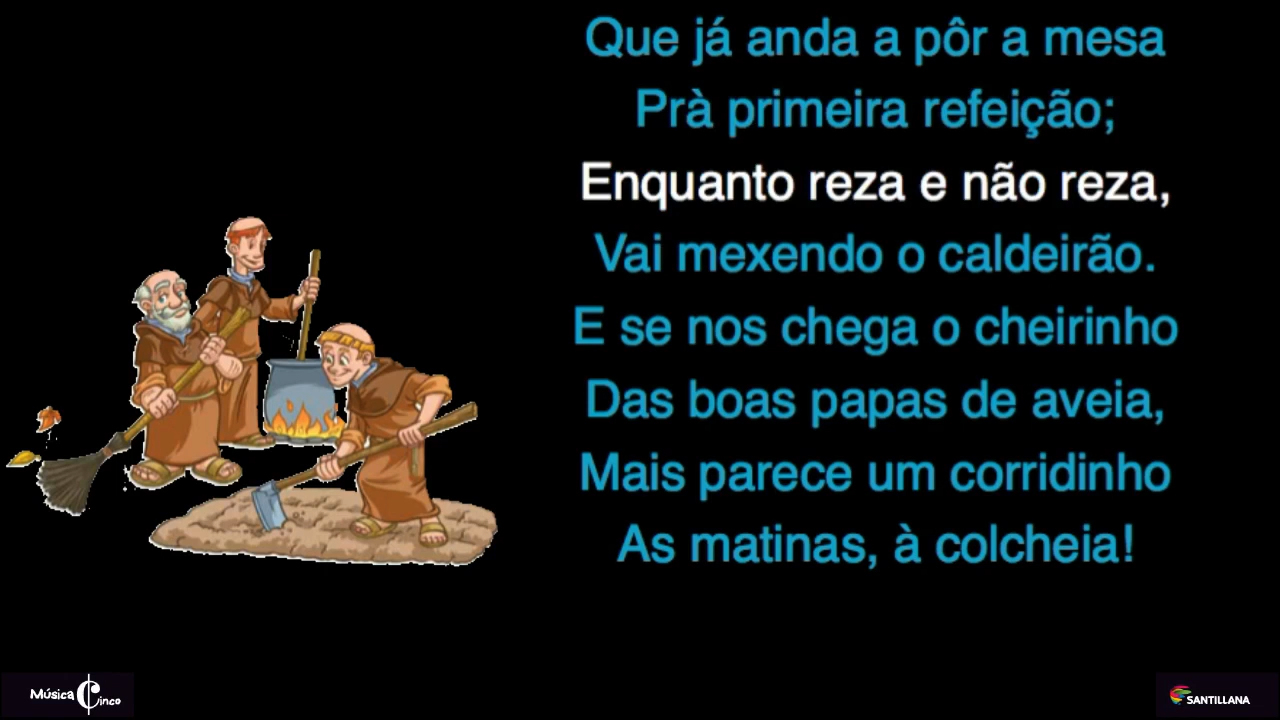 Que já anda a pôr a mesa
Prà primeira refeição;
Enquanto reza e não reza,
Vai mexendo o caldeirão.
E se nos chega o cheirinho
Das boas papas de aveia,
Mais parece um corridinho
As matinas, à colcheia!
Música Cinco
SANTILLANA